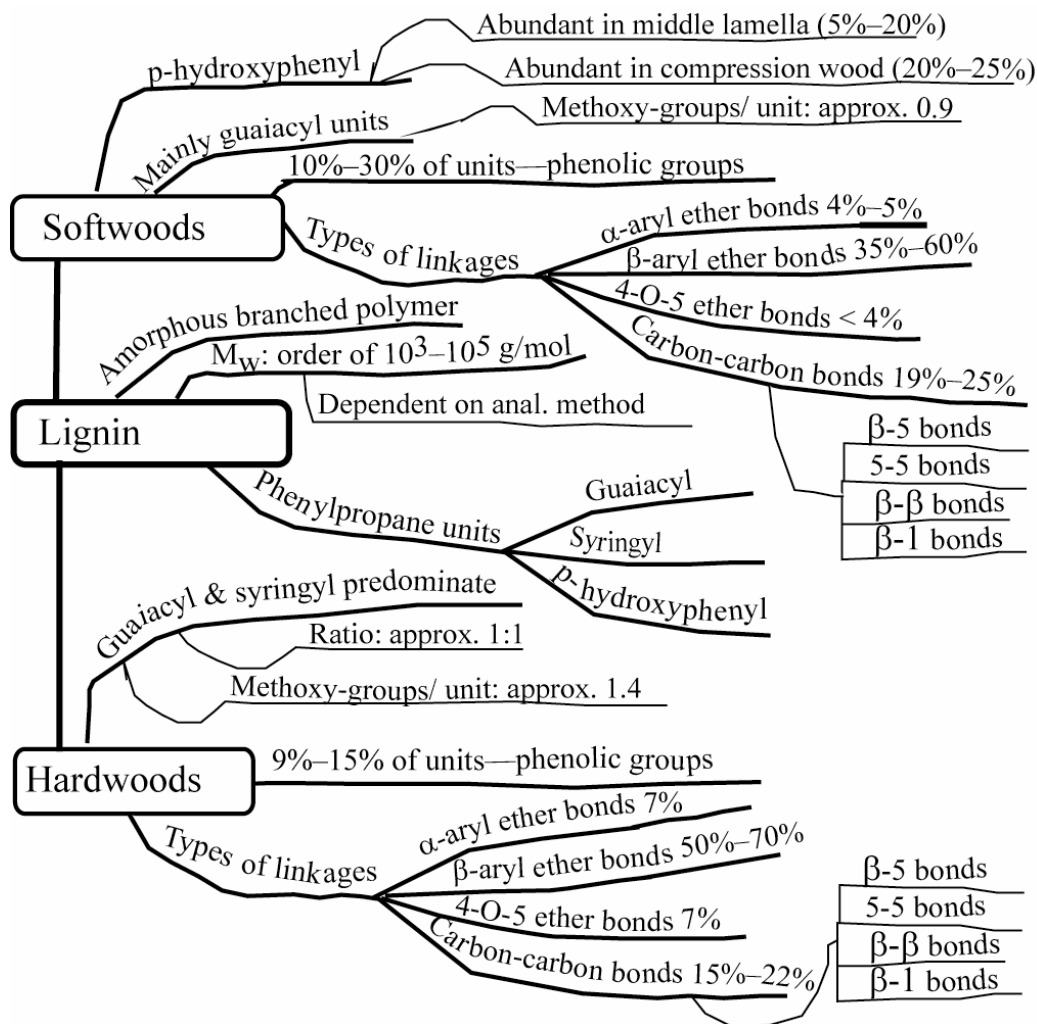 Abundant in middle lamella (5%–20%)
p-hydroxyphenyl
Abundant in compression wood (20%–25%)
Methoxy-groups/ unit: approx. 0.9
Mainly guaiacyl units
10%–30% of units—phenolic groups
Softwoods
Types of linkages
α-aryl ether bonds 4%–5%
β-aryl ether bonds 35%–60%
4-O-5 ether bonds < 4%
Carbon-carbon bonds 19%–25%
β-5 bonds
5-5 bonds
β-β bonds
β-1 bonds
Amorphous branched polymer
Mw: order of 10³–10⁵ g/mol
Dependent on anal. method
Lignin
Phenylpropane units
Guaiacyl
Syringyl
p-hydroxyphenyl
Guaiacyl & syringyl predominate
Ratio: approx. 1:1
Methoxy-groups/ unit: approx. 1.4
Hardwoods
9%–15% of units—phenolic groups
Types of linkages
α-aryl ether bonds 7%
β-aryl ether bonds 50%–70%
4-O-5 ether bonds 7%
Carbon-carbon bonds 15%–22%
β-5 bonds
5-5 bonds
β-β bonds
β-1 bonds